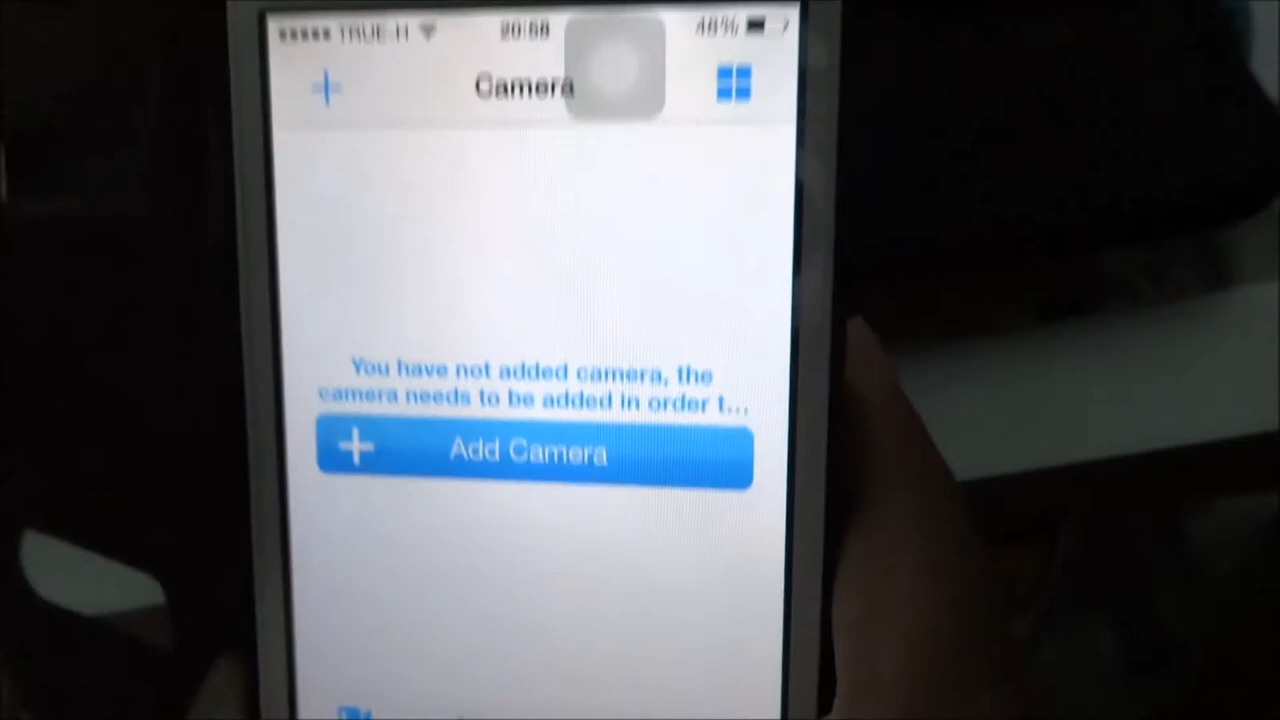 TRUE-H 20:58 48%
Camera
You have not added camera, the
camera needs to be added in order t...
Add Camera